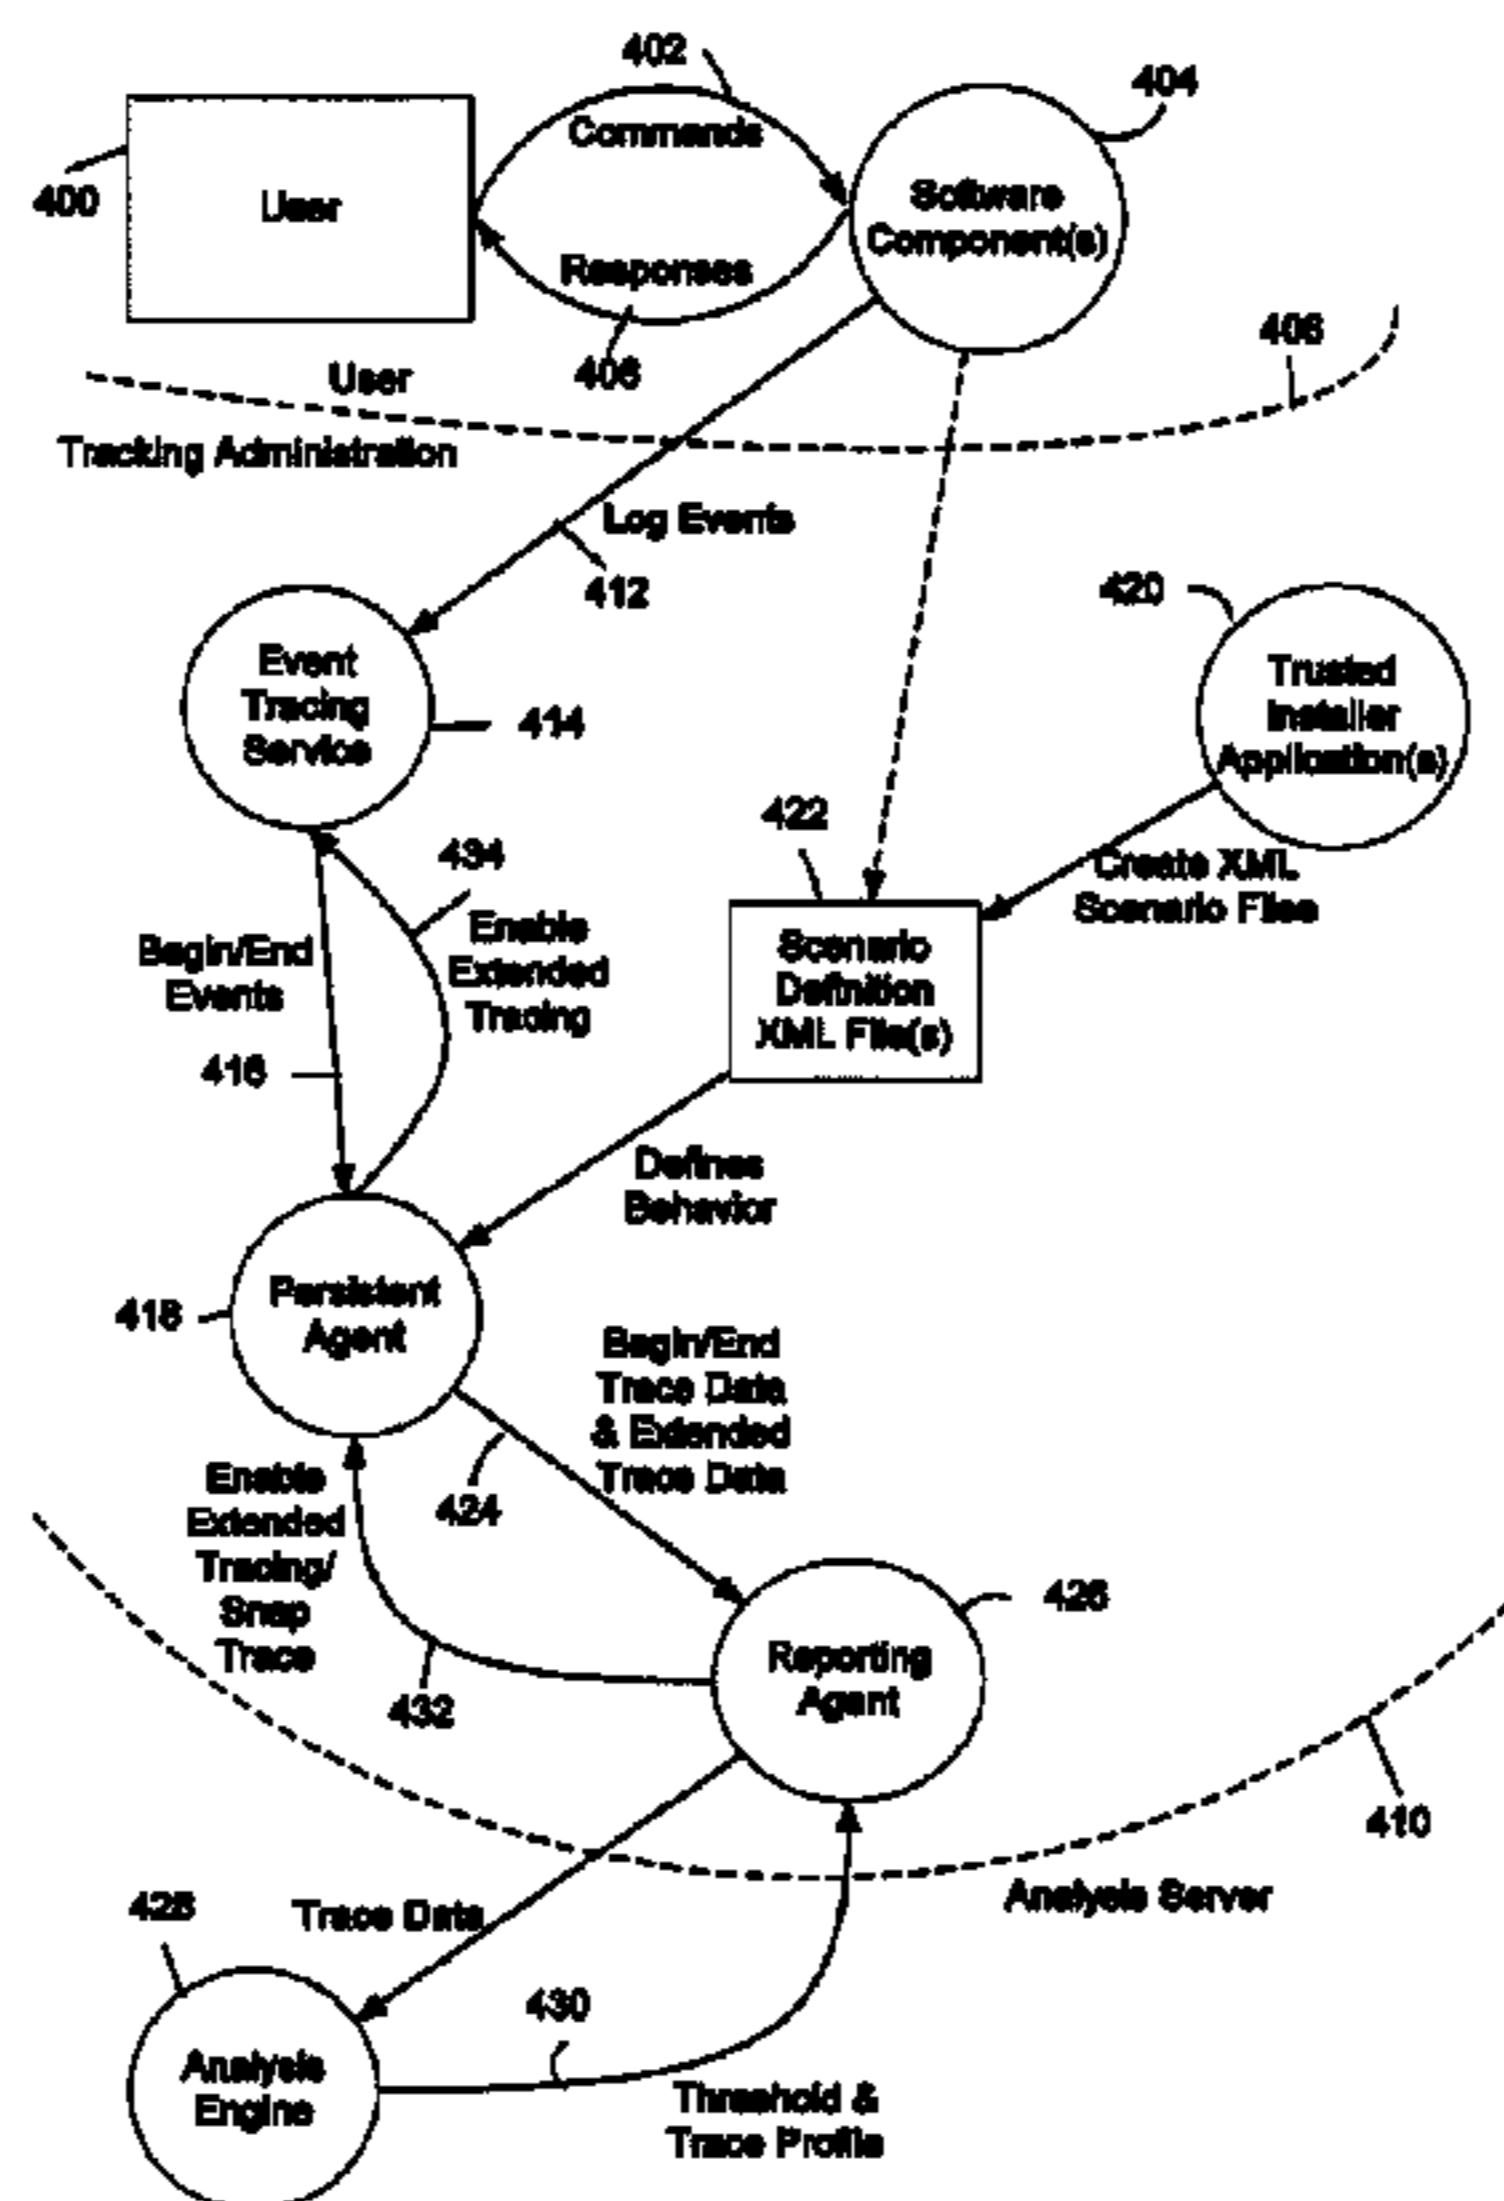 402
404
Commands
400
User
Software
Component(s)
Responses
406
408
User
Tracking Administration
Log Events
412
420
Event
Tracing
Service
414
Trusted
Installer
Application(s)
422
434
Create XML
Scenario Files
Begin/End
Events
Enable
Extended
Tracing
Scenario
Definition
XML File(s)
416
Defines
Behavior
418
Persistent
Agent
Begin/End
Trace Data
& Extended
Trace Data
Enable
Extended
Tracing/
Snap
Trace
424
426
Reporting
Agent
432
410
Analysis Server
428
Trace Data
430
Analysis
Engine
Threshold &
Trace Profile